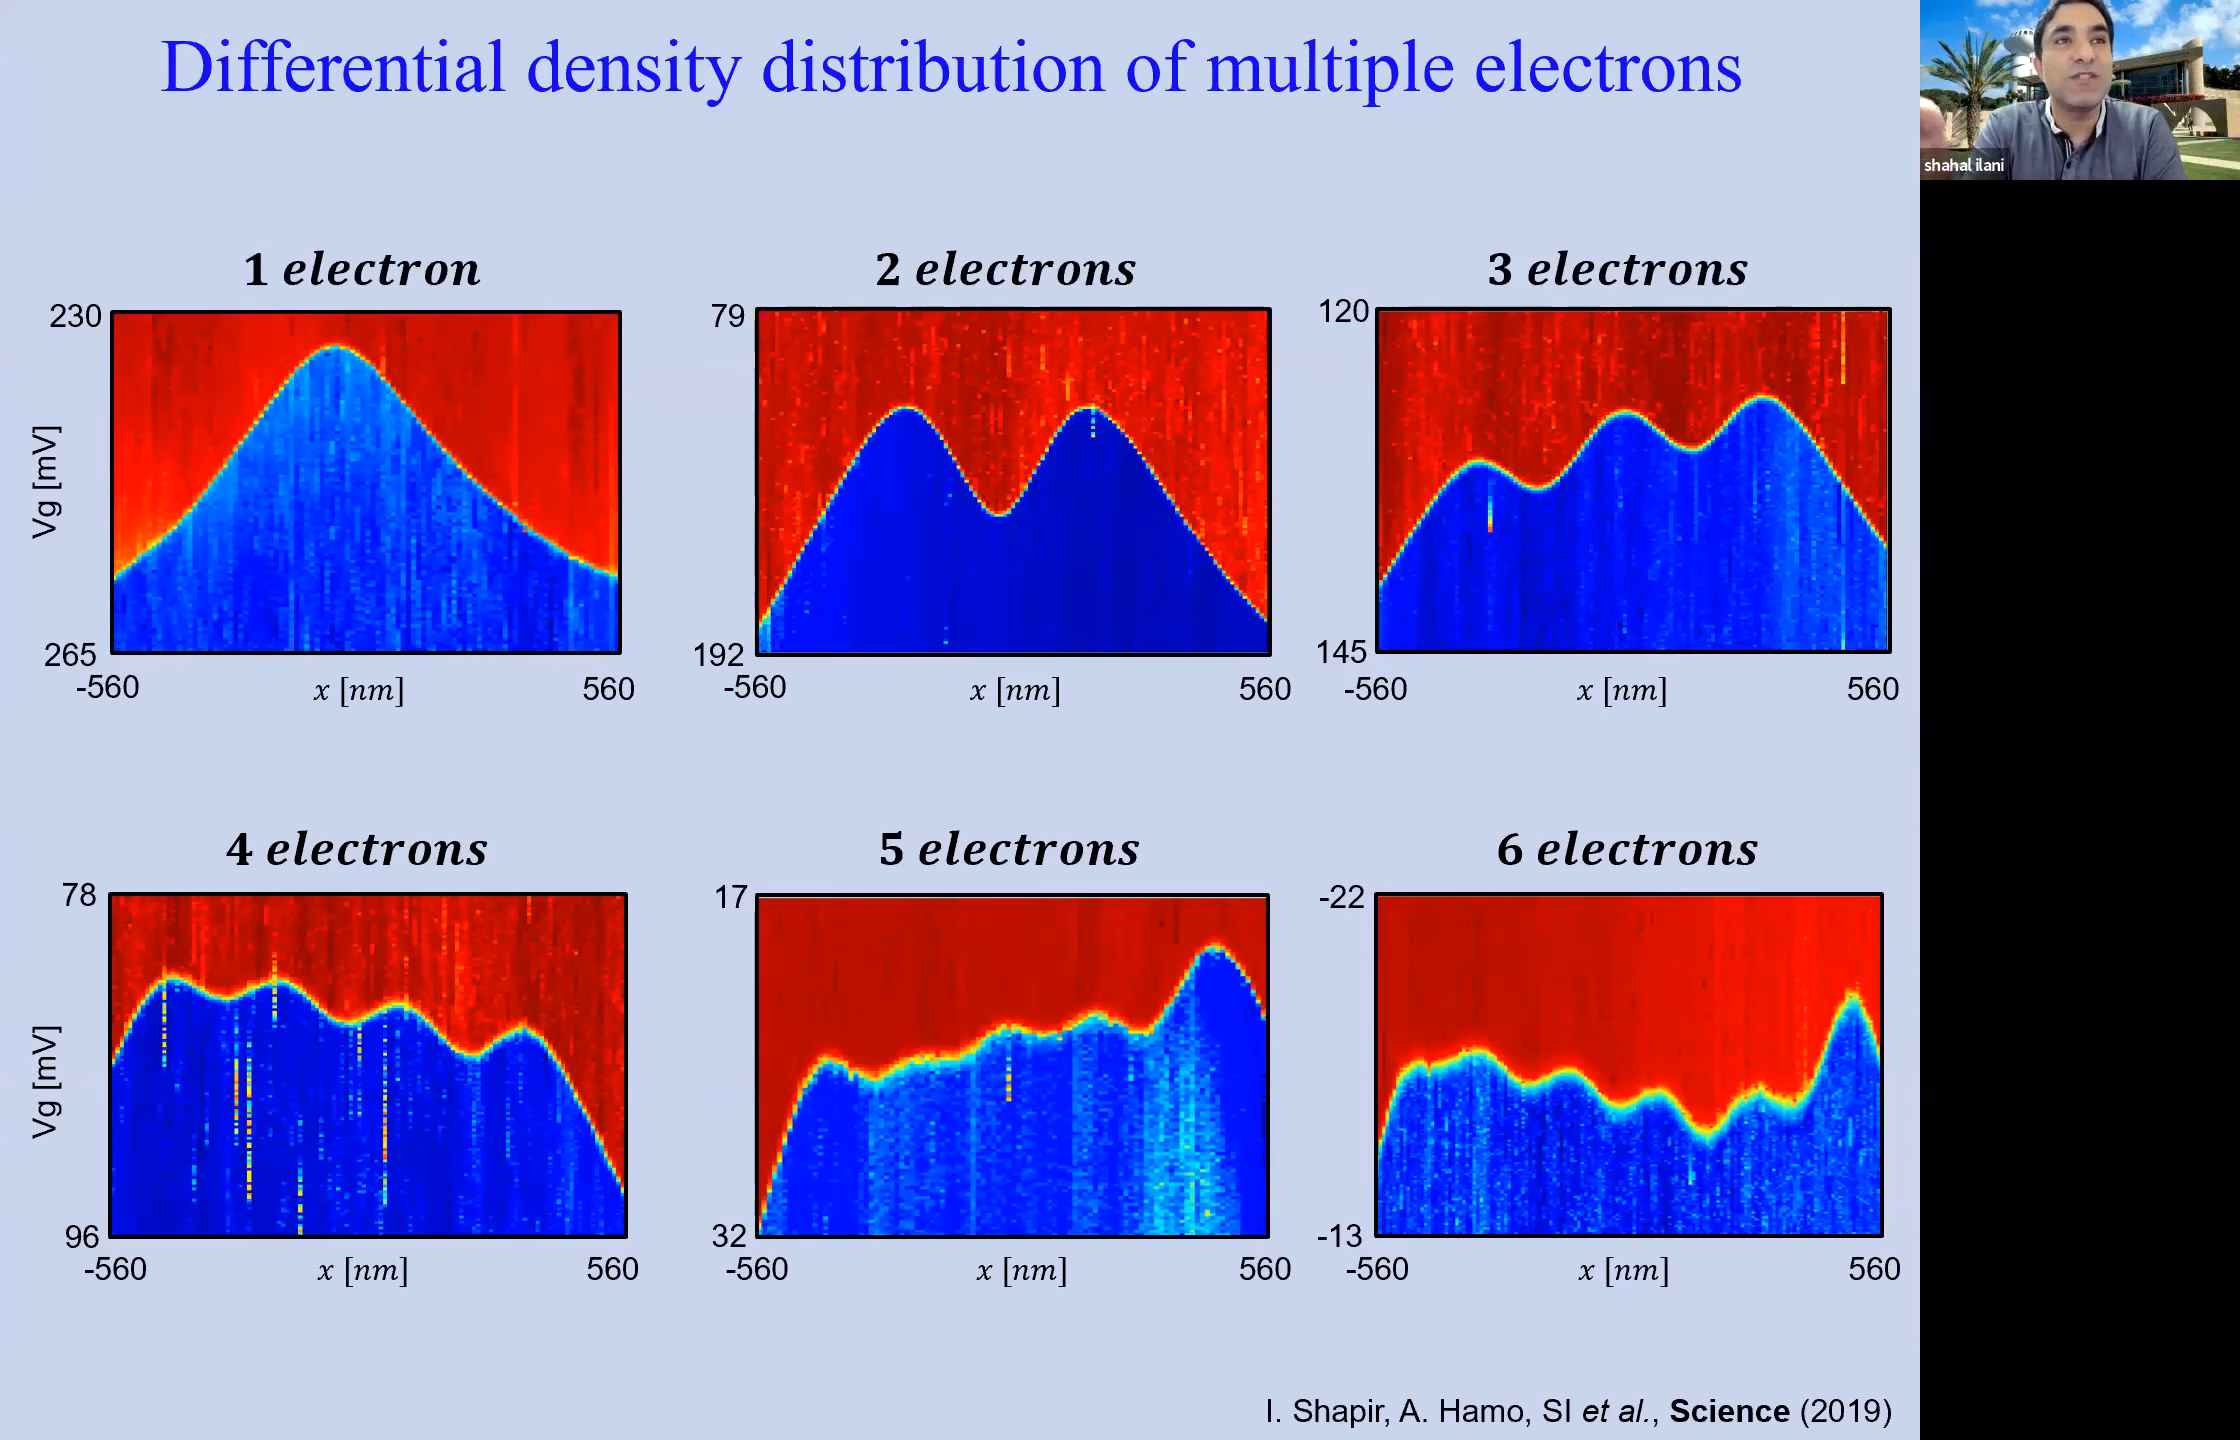 Differential density distribution of multiple electrons
shahal ilani
1 electron
230
Vg [mV]
265
-560
x [nm]
560
2 electrons
79
192
-560
x [nm]
560
3 electrons
120
145
-560
x [nm]
560
4 electrons
78
Vg [mV]
96
-560
x [nm]
560
5 electrons
17
32
-560
x [nm]
560
6 electrons
-22
-13
-560
x [nm]
560
I. Shapir, A. Hamo, SI et al., Science (2019)